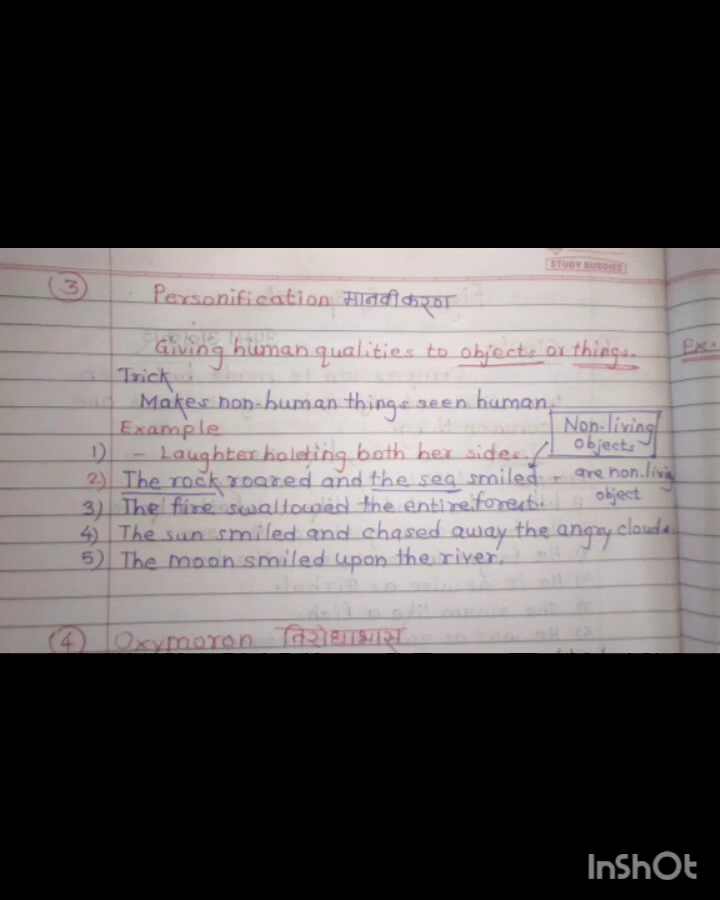 STUDY BUDDIES
3 Personification मानवीकरण
Giving human qualities to objects or things. Ex.
Trick
Makes non-human things seen human.
Example
Non-living
objects
1) - Laughter holding both her sides.
2) The rock roared and the sea smiled - are non.livig
object
3) The fire swallowed the entire forest.
4) The sun smiled and chased away the angry clouds.
5) The moon smiled upon the river.
4 Oxymoron विरोधाभास
InShOt